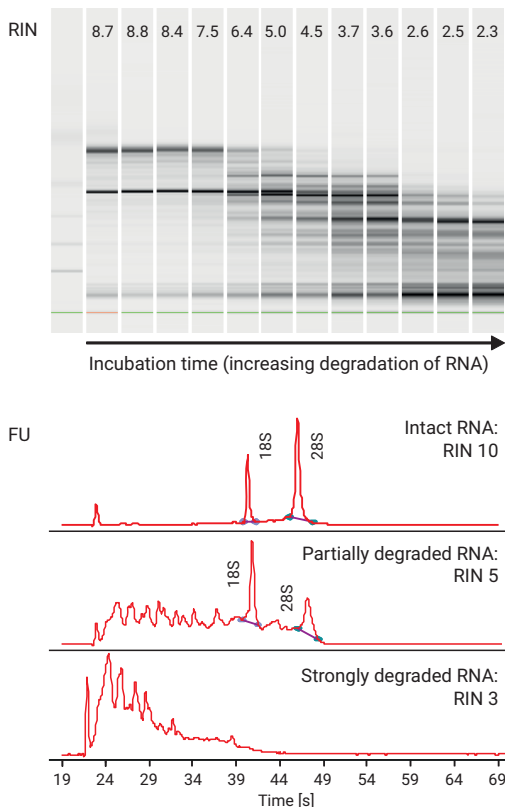 RIN 8.7 8.8 8.4 7.5 6.4 5.0 4.5 3.7 3.6 2.6 2.5 2.3
Incubation time (increasing degradation of RNA)
FU
Intact RNA:
RIN 10
18S
28S
Partially degraded RNA:
RIN 5
18S
28S
Strongly degraded RNA:
RIN 3
19 24 29 34 39 44 49 54 59 64 69
Time [s]